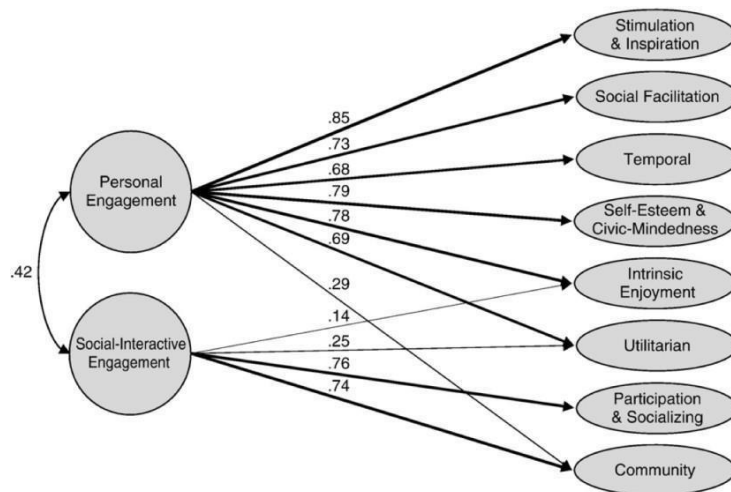 Stimulation
& Inspiration
.85
Social Facilitation
.73
.68
Temporal
Personal
Engagement
.79
Self-Esteem &
Civic-Mindedness
.78
.69
.42
.29
Intrinsic
Enjoyment
.14
Social-Interactive
Engagement
.25
Utilitarian
.76
.74
Participation
& Socializing
Community